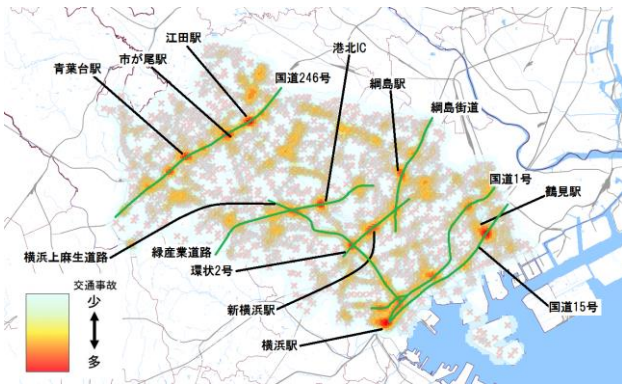 江田駅
市が尾駅
青葉台駅
国道246号
港北IC
綱島駅
綱島街道
国道1号
鶴見駅
横浜上麻生道路
緑産業道路
環状2号
新横浜駅
横浜駅
国道15号
交通事故
少
多